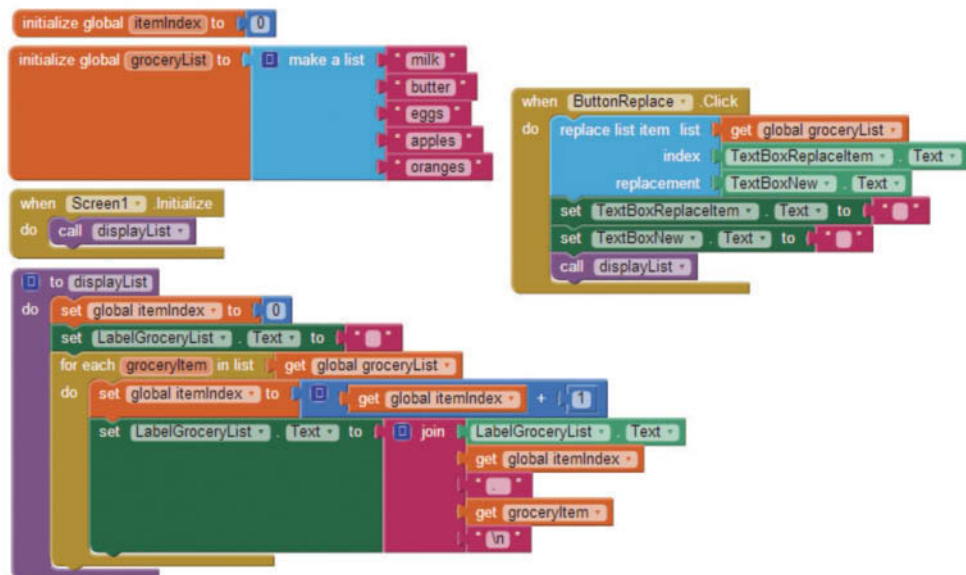 initialize global itemIndex to 0
initialize global groceryList to make a list " milk "
" butter "
" eggs "
" apples "
" oranges "
when Screen1 .Initialize
do call displayList
to displayList
do set global itemIndex to 0
set LabelGroceryList . Text to " "
for each groceryItem in list get global groceryList
do set global itemIndex to get global itemIndex + 1
set LabelGroceryList . Text to join LabelGroceryList . Text
get global itemIndex
" . "
get groceryItem
" \n "
when ButtonReplace .Click
do replace list item list get global groceryList
index TextBoxReplaceItem . Text
replacement TextBoxNew . Text
set TextBoxReplaceItem . Text to " "
set TextBoxNew . Text to " "
call displayList